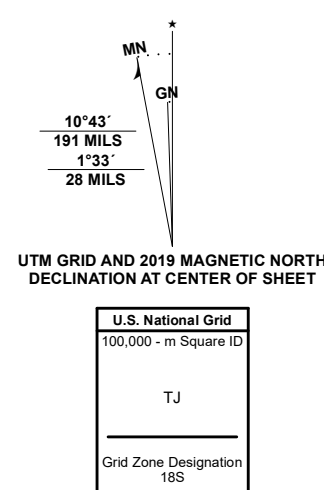 ★
MN
GN
10°43´
191 MILS
1°33´
28 MILS
UTM GRID AND 2019 MAGNETIC NORTH
DECLINATION AT CENTER OF SHEET
U.S. National Grid
100,000 - m Square ID
TJ
Grid Zone Designation
18S